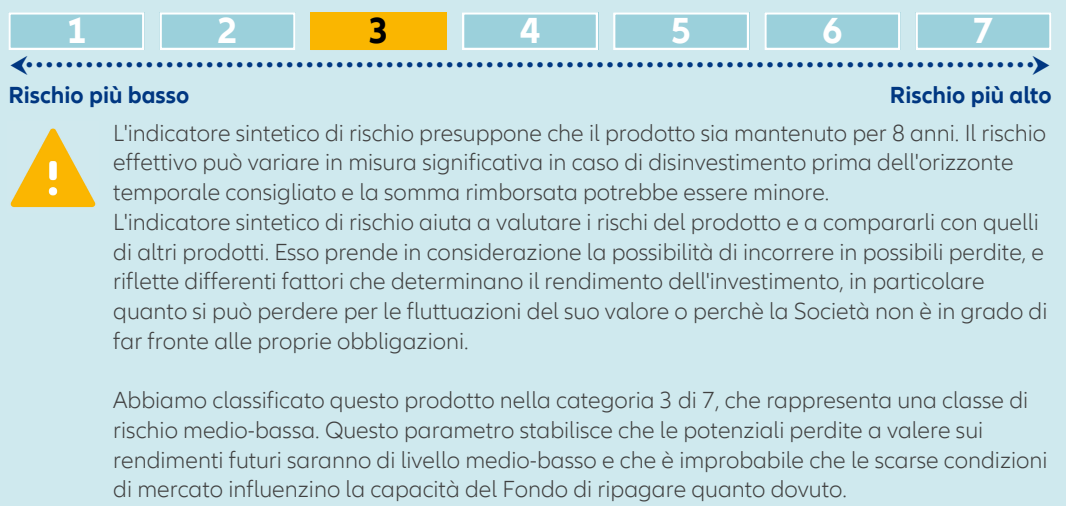 1 2 3 4 5 6 7
Rischio più basso Rischio più alto
L'indicatore sintetico di rischio presuppone che il prodotto sia mantenuto per 8 anni. Il rischio
effettivo può variare in misura significativa in caso di disinvestimento prima dell'orizzonte
temporale consigliato e la somma rimborsata potrebbe essere minore.
L'indicatore sintetico di rischio aiuta a valutare i rischi del prodotto e a compararli con quelli
di altri prodotti. Esso prende in considerazione la possibilità di incorrere in possibili perdite, e
riflette differenti fattori che determinano il rendimento dell'investimento, in particolare
quanto si può perdere per le fluttuazioni del suo valore o perchè la Società non è in grado di
far fronte alle proprie obbligazioni.
Abbiamo classificato questo prodotto nella categoria 3 di 7, che rappresenta una classe di
rischio medio-bassa. Questo parametro stabilisce che le potenziali perdite a valere sui
rendimenti futuri saranno di livello medio-basso e che è improbabile che le scarse condizioni
di mercato influenzino la capacità del Fondo di ripagare quanto dovuto.